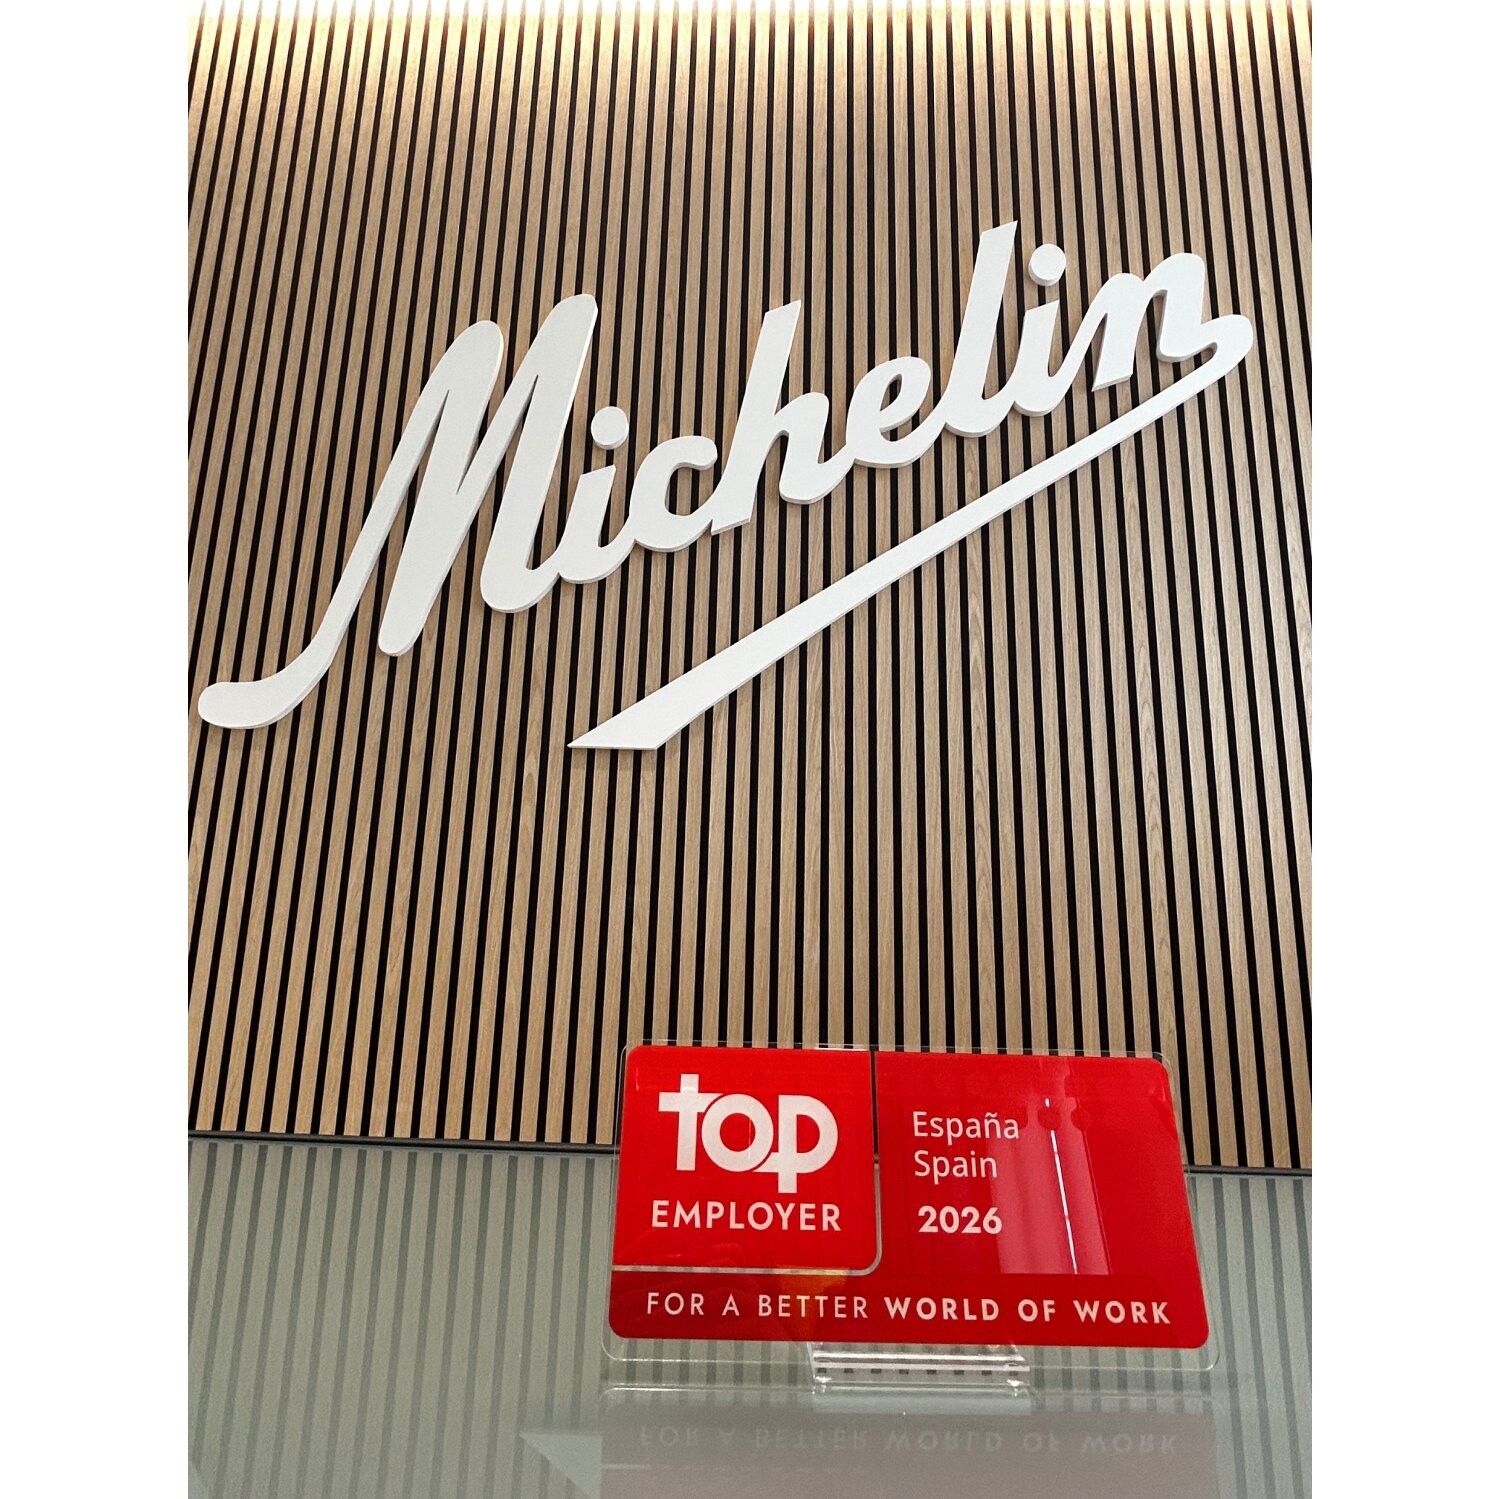 Michelin
top
EMPLOYER
España
Spain
2026
FOR A BETTER WORLD OF WORK